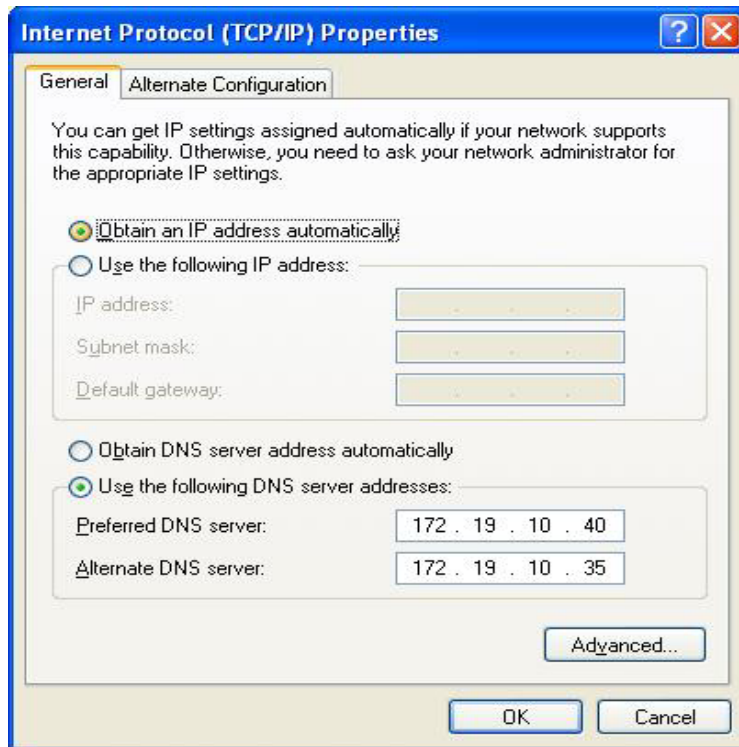 Internet Protocol (TCP/IP) Properties
General
Alternate Configuration
You can get IP settings assigned automatically if your network supports
this capability. Otherwise, you need to ask your network administrator for
the appropriate IP settings.
Obtain an IP address automatically
Use the following IP address:
IP address:
Subnet mask:
Default gateway:
Obtain DNS server address automatically
Use the following DNS server addresses:
Preferred DNS server: 172 . 19 . 10 . 40
Alternate DNS server: 172 . 19 . 10 . 35
Advanced...
OK
Cancel